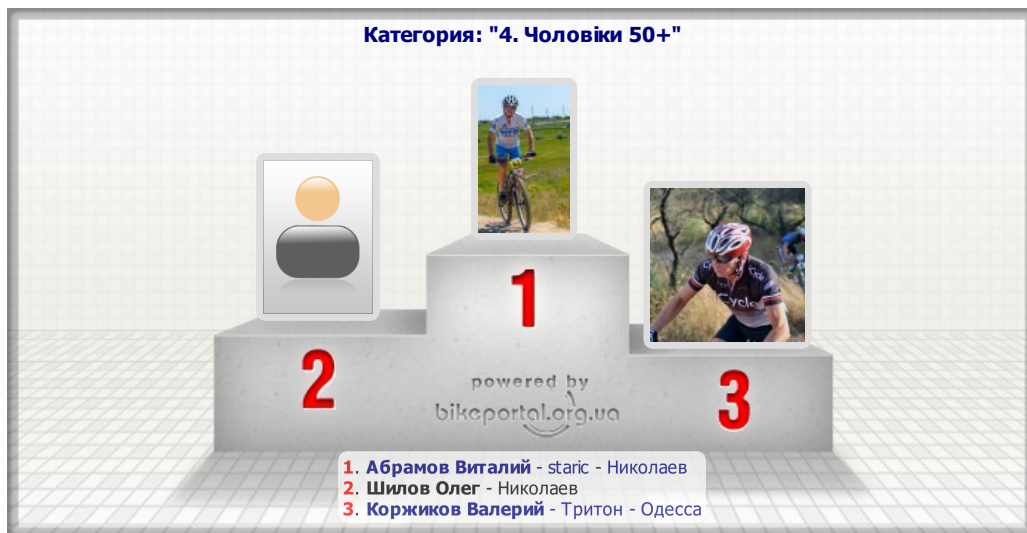 Категория: "4. Чоловіки 50+"
1
2
3
powered by
bikeportal.org.ua
1. Абрамов Виталий - staric - Николаев
2. Шилов Олег - Николаев
3. Коржиков Валерий - Тритон - Одесса